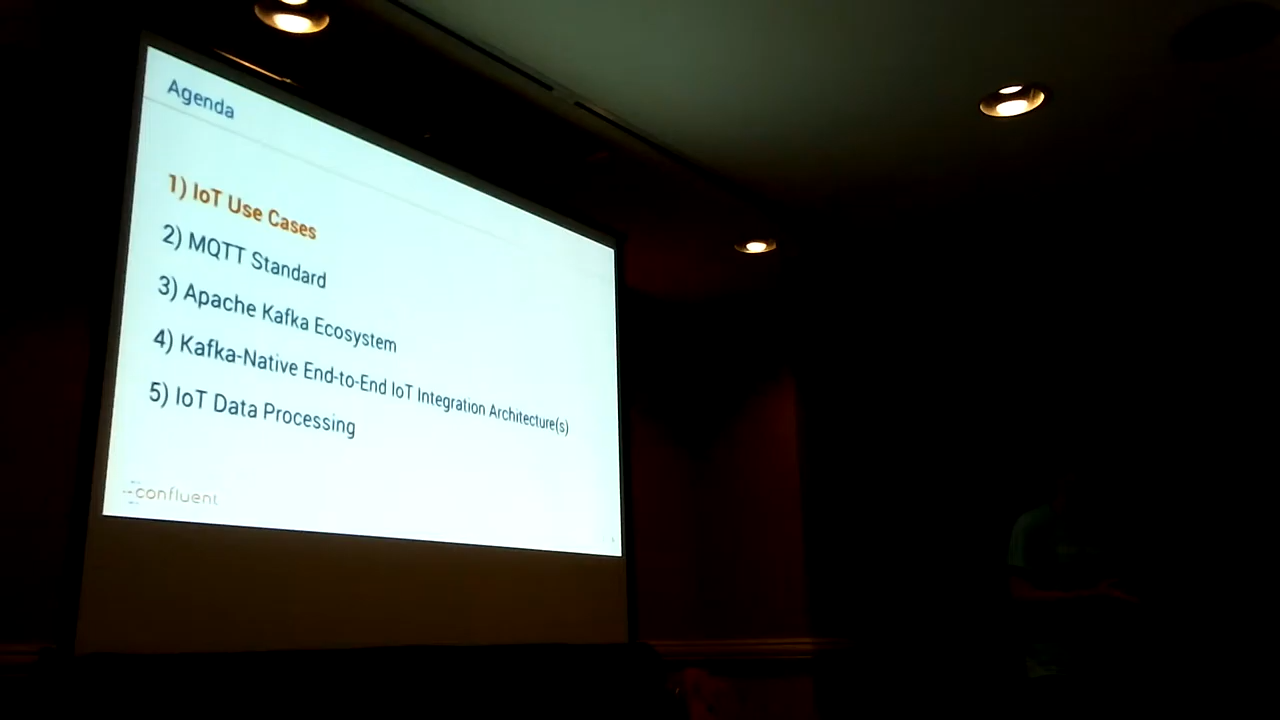 Agenda
1) IoT Use Cases
2) MQTT Standard
3) Apache Kafka Ecosystem
4) Kafka-Native End-to-End IoT Integration Architecture(s)
5) IoT Data Processing
confluent